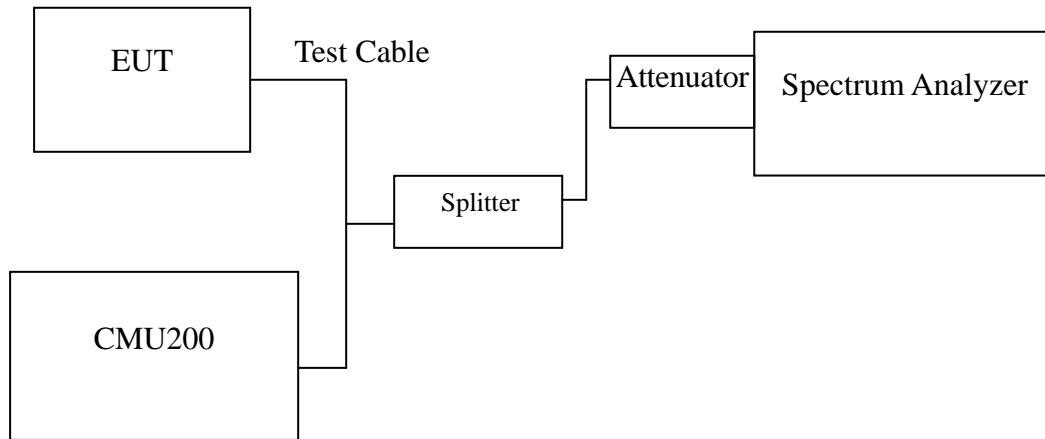 EUT
Test Cable
Attenuator
Spectrum Analyzer
Splitter
CMU200